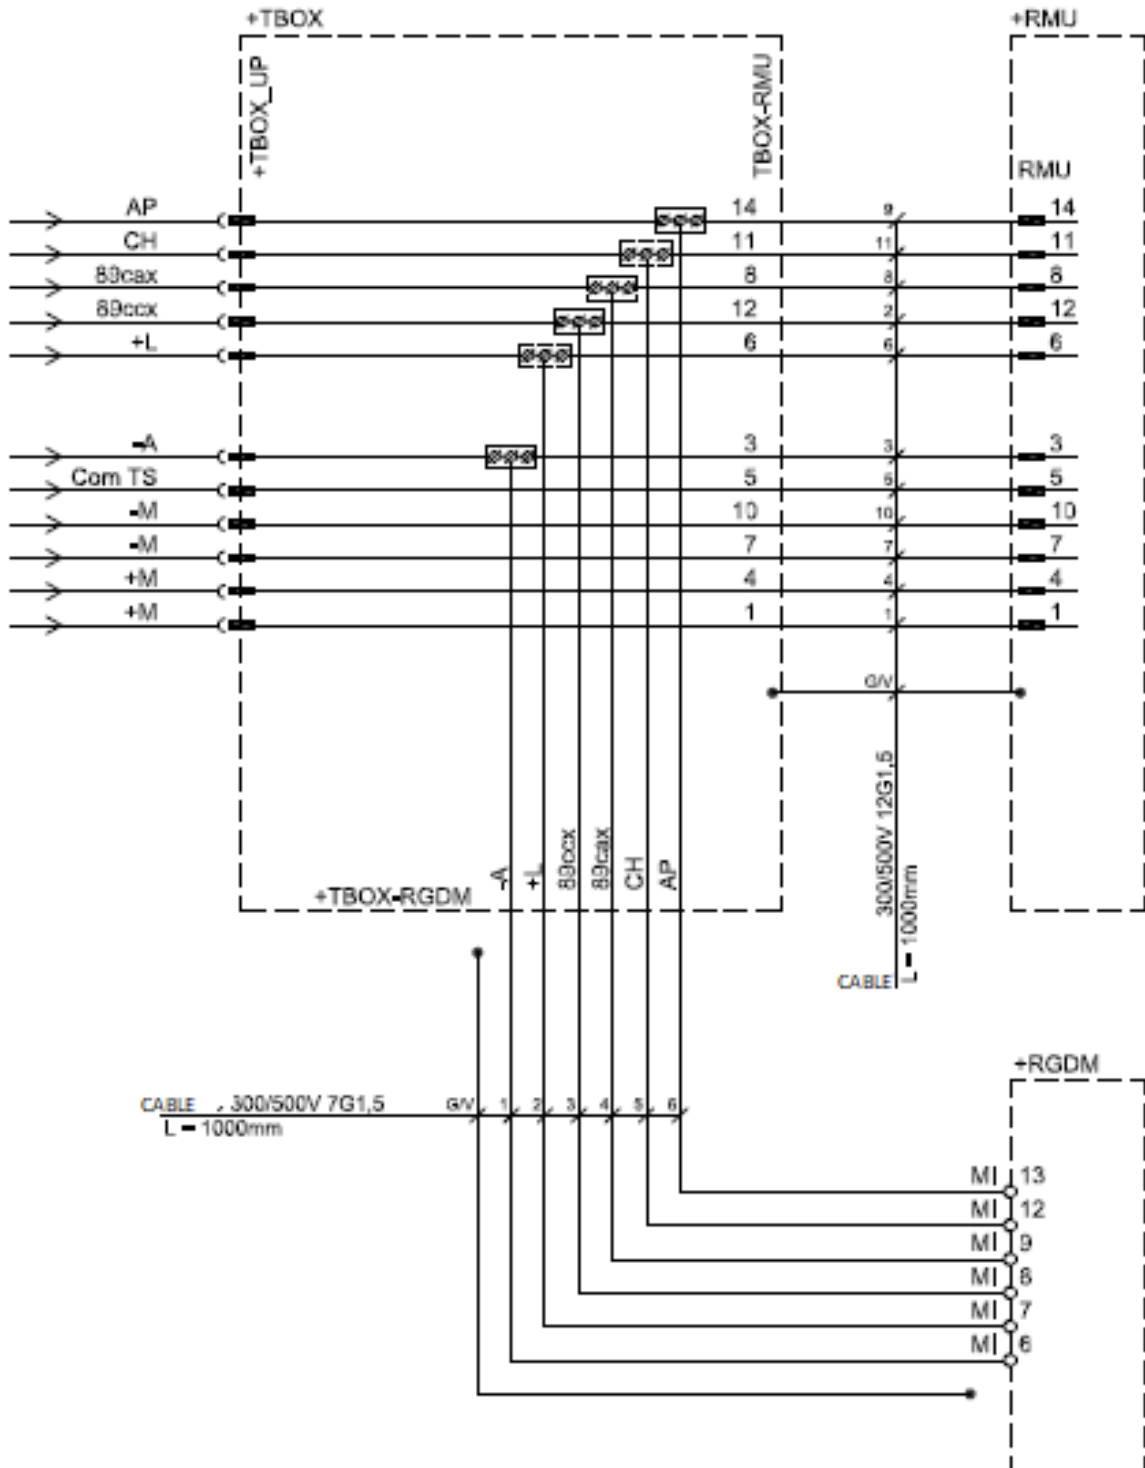 +TBOX
+RMU
+TBOX_UP
TBOX-RMU
RMU
AP 14 9 14
CH 11 11 11
89cax 8 8 8
89ccx 12 2 12
+L 6 6 6
-A 3 3 3
Com TS 5 5 5
-M 10 10 10
-M 7 7 7
+M 4 4 4
+M 1 1 1
G/V
300/500V 12G1,5
L = 1000mm
CABLE
-A
+L
89ccx
89cax
CH
AP
+TBOX-RGDM
+RGDM
CABLE , 300/500V 7G1,5
L = 1000mm
G/V 1 2 3 4 5 6
MI 13
MI 12
MI 9
MI 8
MI 7
MI 6